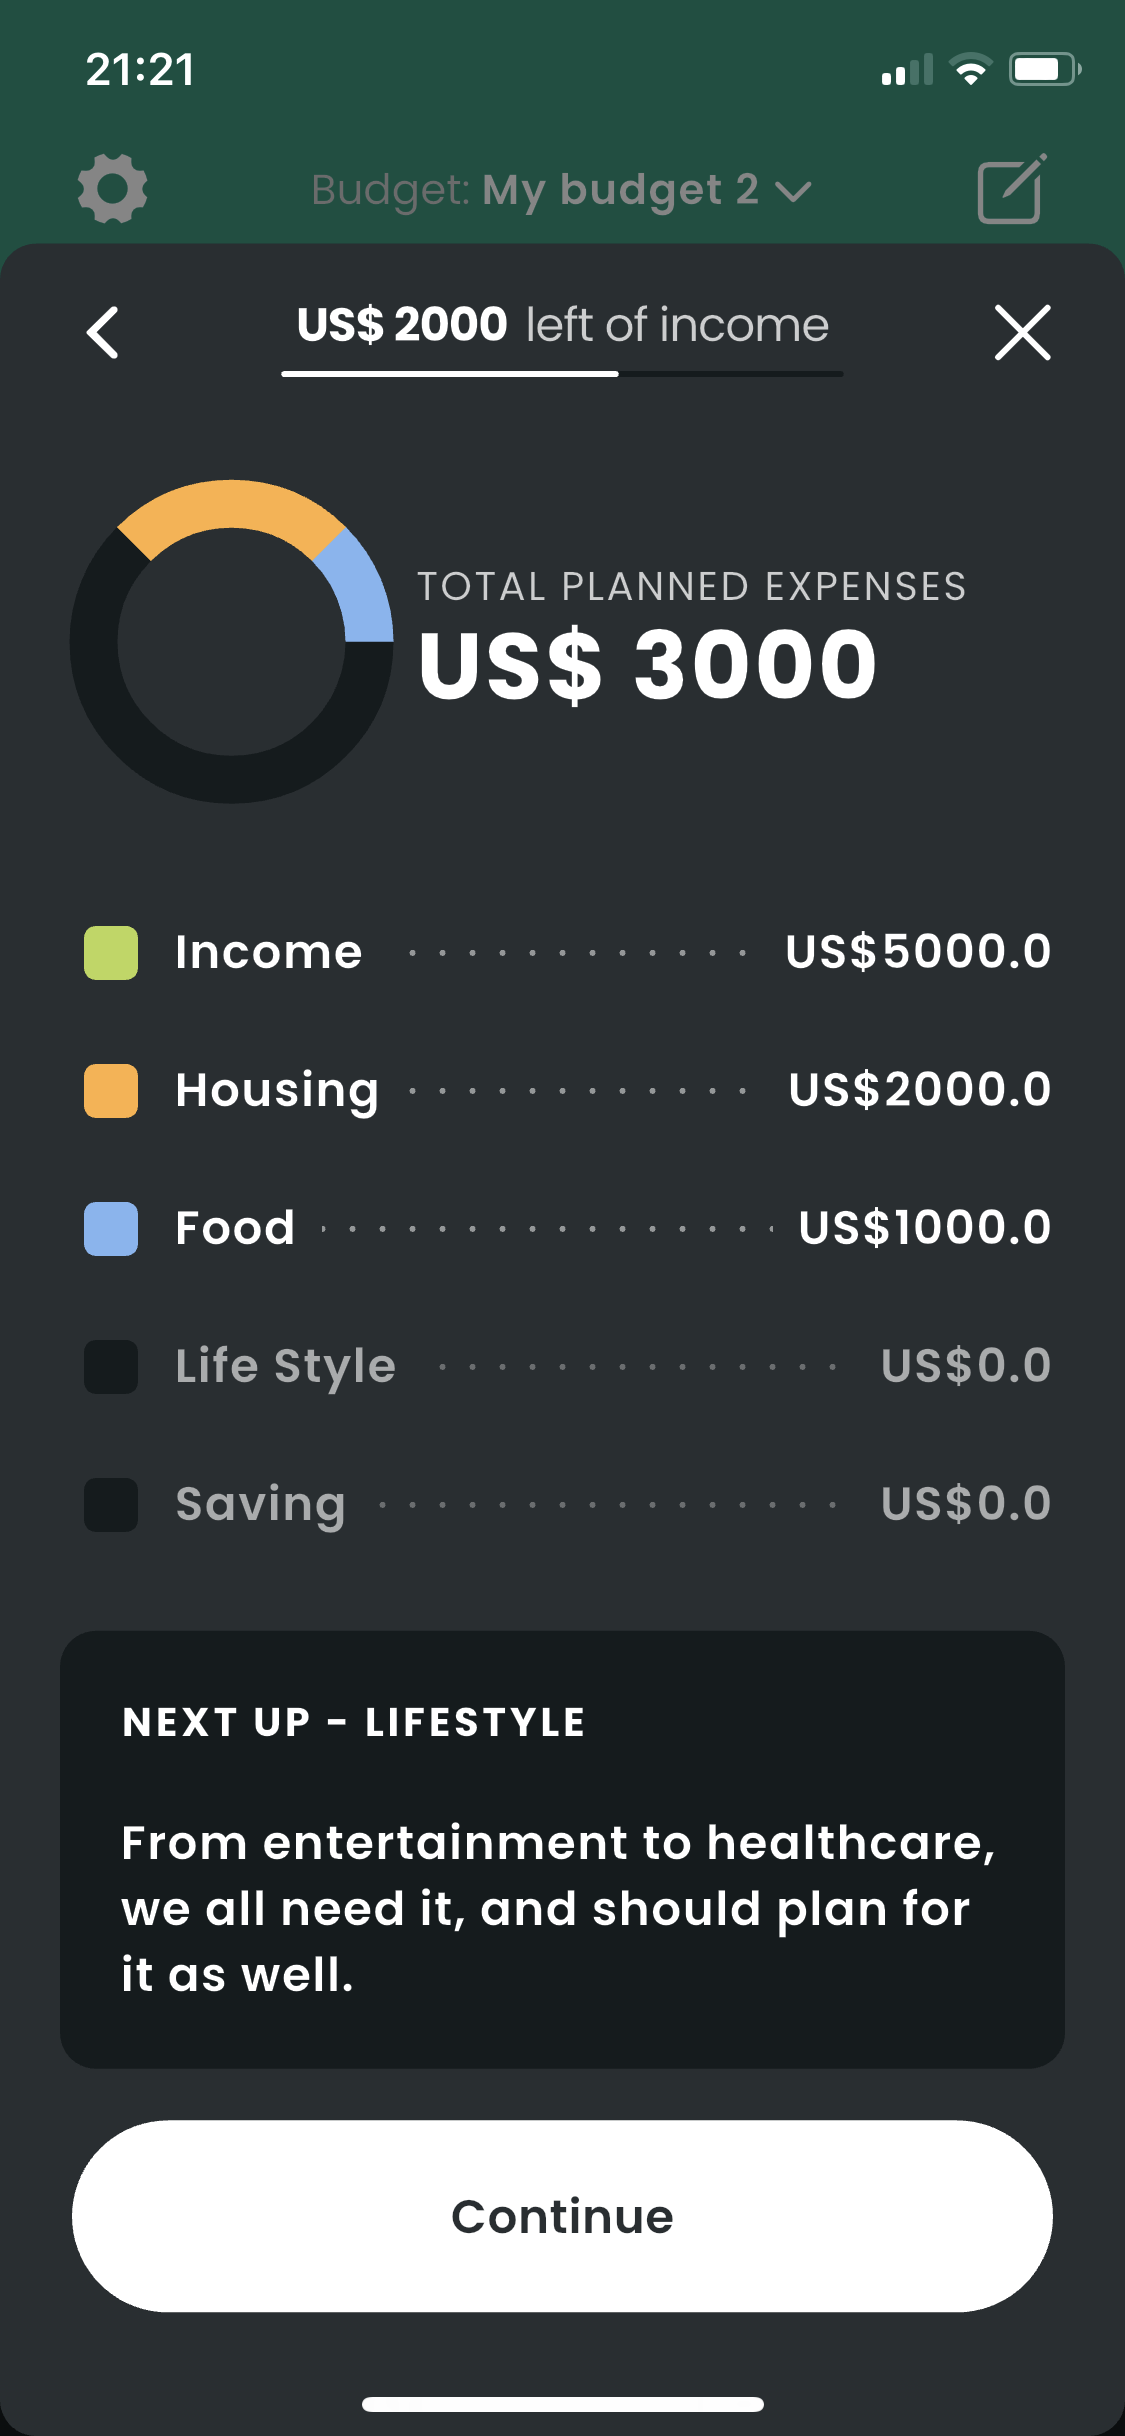 21:21
Budget: My budget 2
US$ 2000 left of income
TOTAL PLANNED EXPENSES
US$ 3000
Income US$5000.0
Housing US$2000.0
Food US$1000.0
Life Style US$0.0
Saving US$0.0
NEXT UP - LIFESTYLE
From entertainment to healthcare,
we all need it, and should plan for
it as well.
Continue